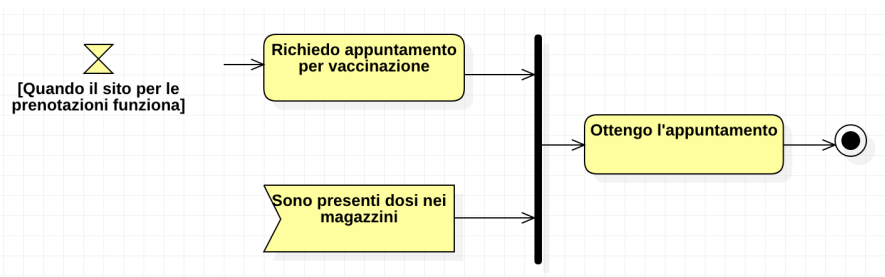 [Quando il sito per le
prenotazioni funziona]
Richiedo appuntamento
per vaccinazione
Sono presenti dosi nei
magazzini
Ottengo l'appuntamento